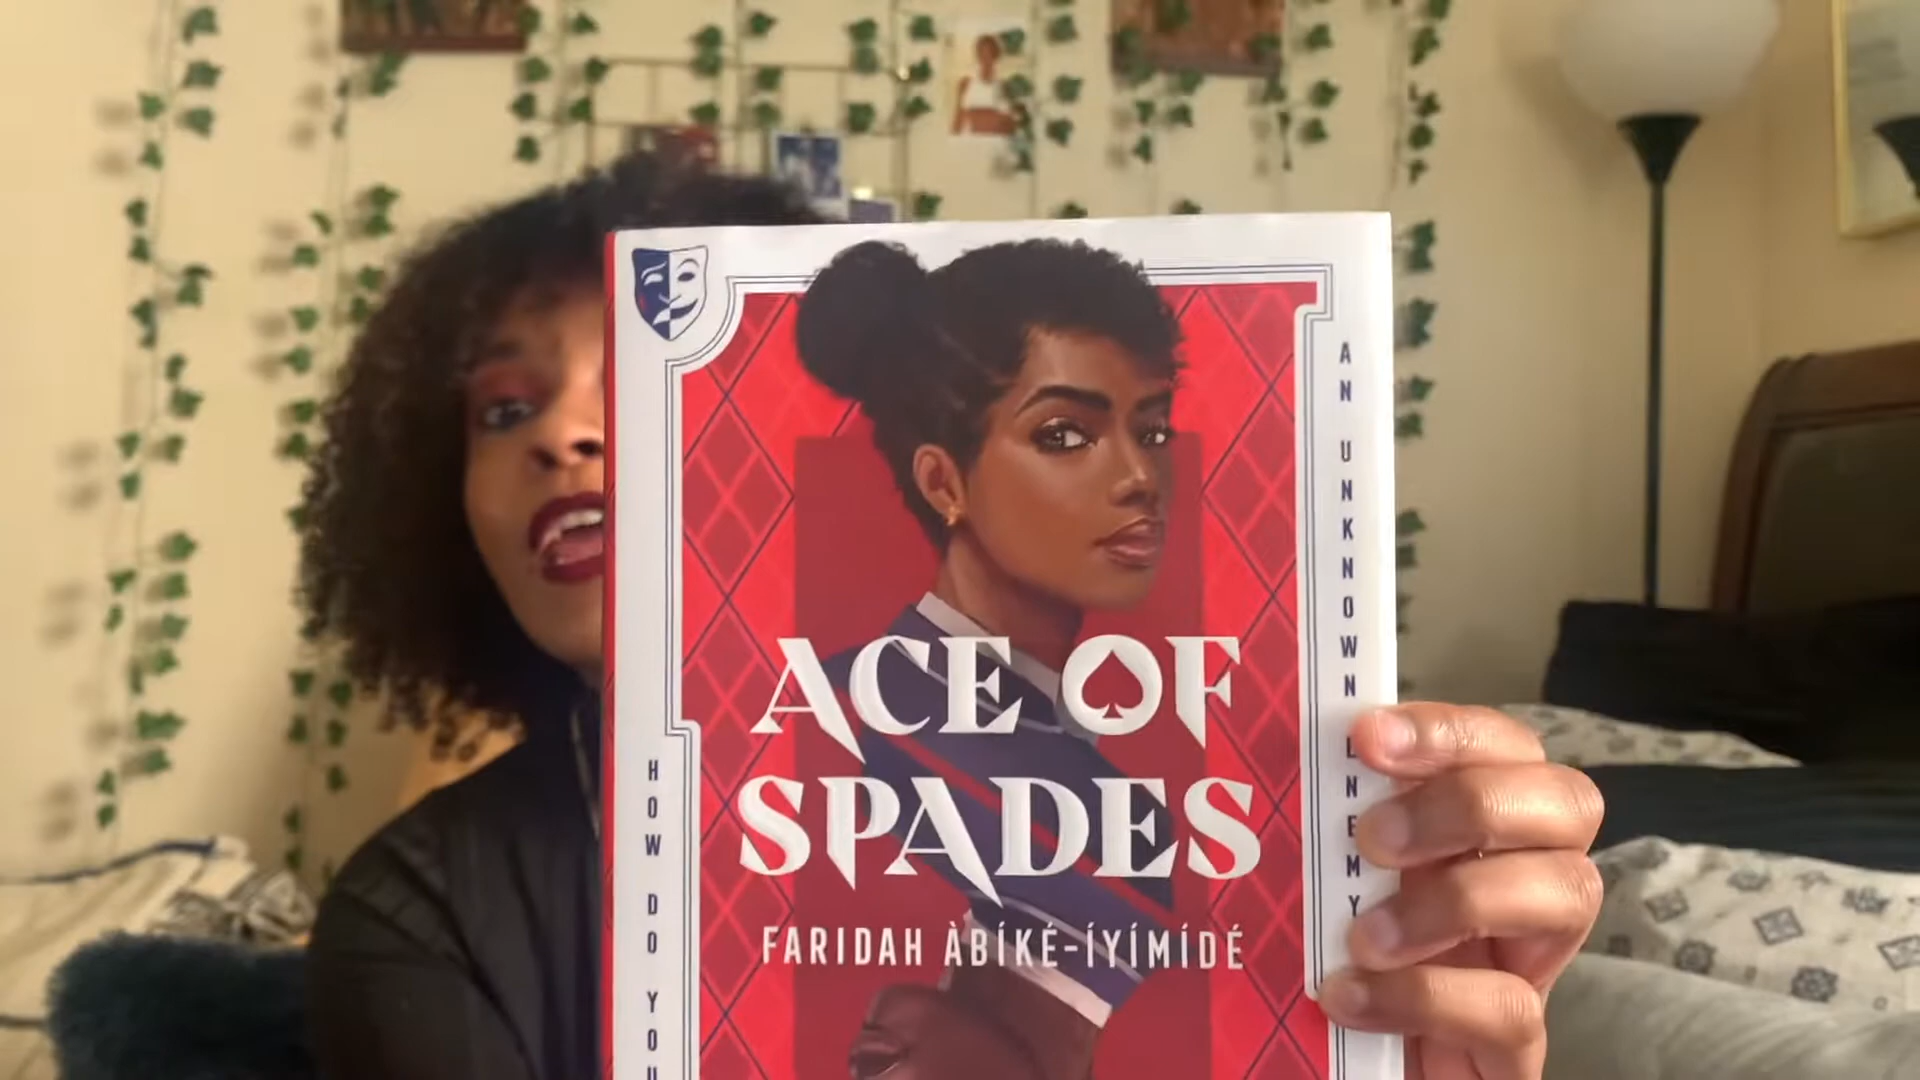 ACE OF
SPADES
FARIDAH ÀBÍKÉ-ÍYÍMÍDÉ
HOW DO YOU
AN UNKNOWN ENEMY